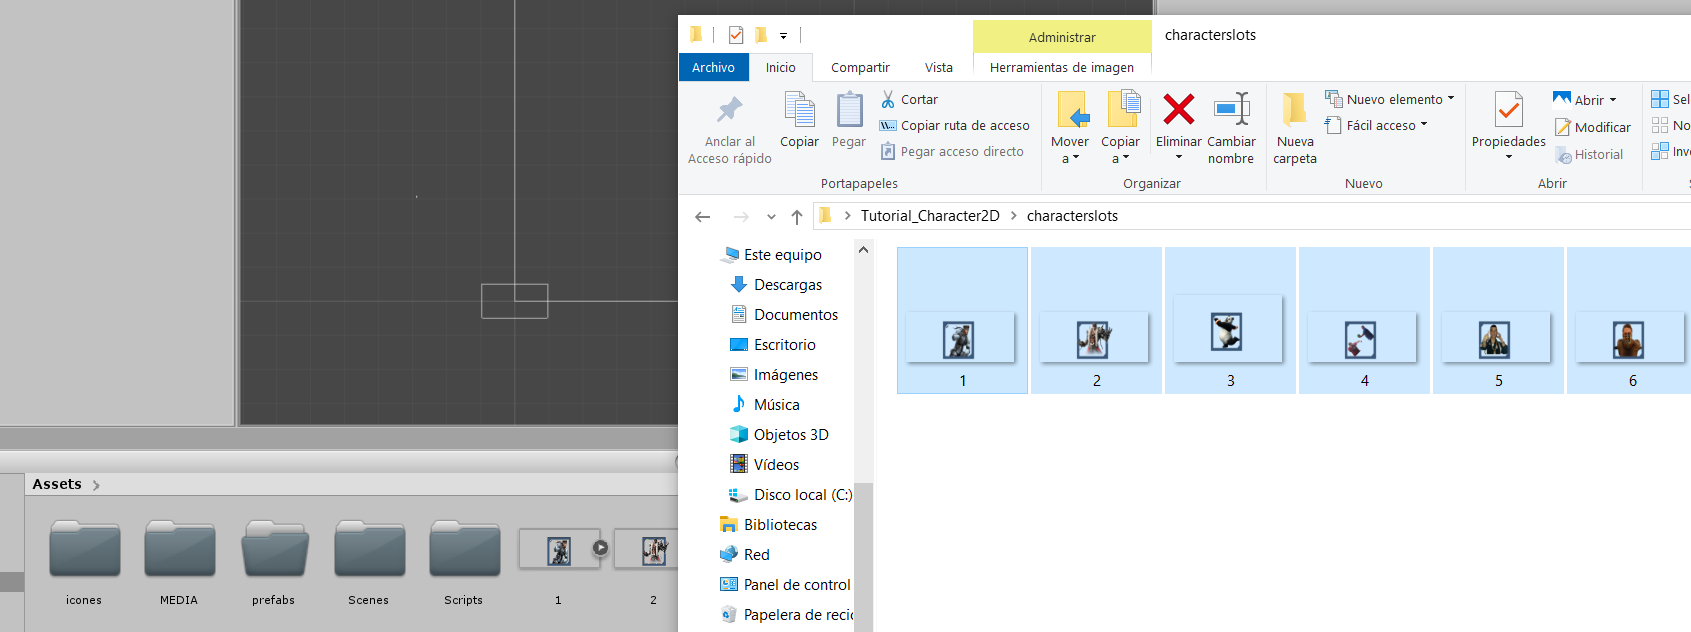 Administrar
characterslots
Archivo
Inicio
Compartir
Vista
Herramientas de imagen
Anclar al
Acceso rápido
Copiar
Pegar
Cortar
Copiar ruta de acceso
Pegar acceso directo
Portapapeles
Mover
a
Copiar
a
Eliminar
Cambiar
nombre
Organizar
Nueva
carpeta
Nuevo elemento
Fácil acceso
Nuevo
Propiedades
Abrir
Modificar
Historial
Abrir
Sel
No
Inv
Tutorial_Character2D
characterslots
Este equipo
Descargas
Documentos
Escritorio
Imágenes
Música
Objetos 3D
Vídeos
Disco local (C:)
Bibliotecas
Red
Panel de control
Papelera de reci
1
2
3
4
5
6
Assets
icones
MEDIA
prefabs
Scenes
Scripts
1
2